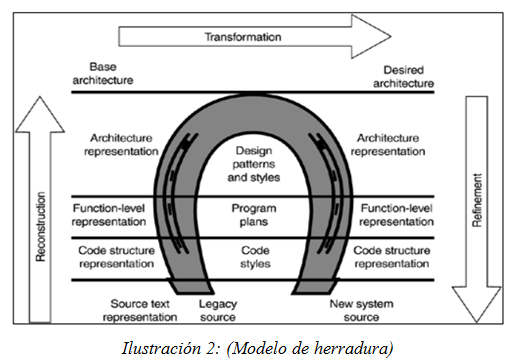 Transformation
Base
architecture
Desired
architecture
Reconstruction
Refinement
Architecture
representation
Design
patterns
and styles
Architecture
representation
Function-level
representation
Program
plans
Function-level
representation
Code structure
representation
Code
styles
Code structure
representation
Source text
representation
Legacy
source
New system
source
Ilustración 2: (Modelo de herradura)